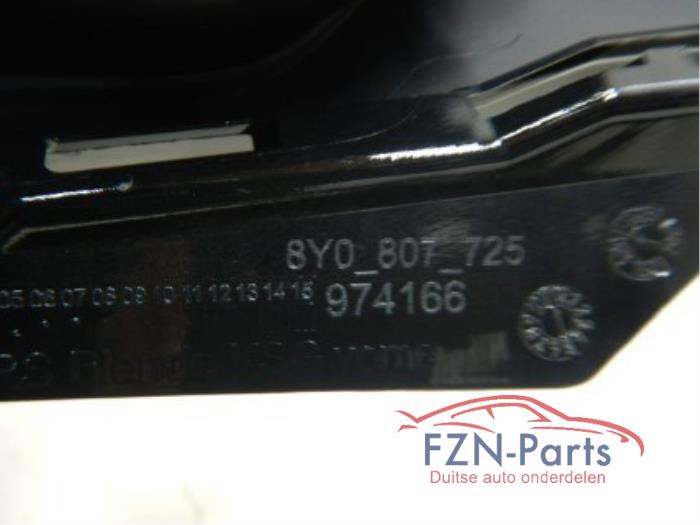 8Y0_807_725
05 06 07 08 09 10 11 12 13 14 15 974166
FZN-Parts
Duitse auto onderdelen